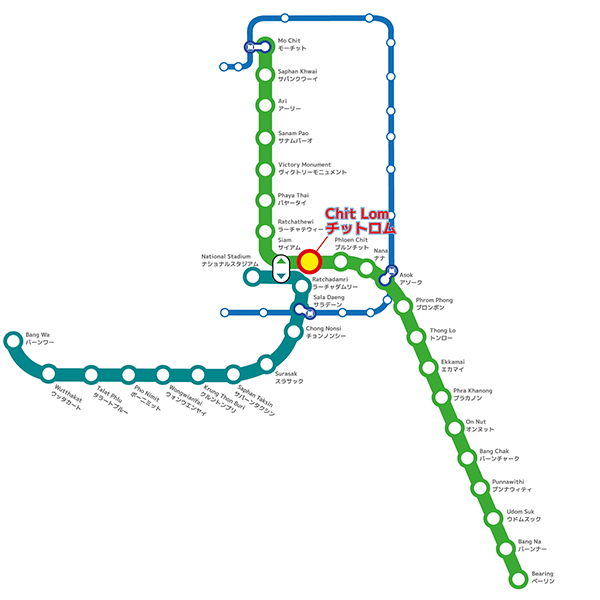 Mo Chit
モーチット
Saphan Khwai
サパンクワーイ
Ari
アーリー
Sanam Pao
サナムパーオ
Victory Monument
ヴィクトリーモニュメント
Phaya Thai
パヤータイ
Ratchathewi
ラーチャテウィー
Siam
サイアム
Chit Lom
チットロム
Phloen Chit
プルンチット
Nana
ナナ
National Stadium
ナショナルスタジアム
Asok
アソーク
Ratchadamri
ラーチャダムリー
Sala Daeng
サラデーン
Chong Nonsi
チョンノンシー
Surasak
スラサック
Saphan Taksin
サパーンタクシン
Krung Thon Buri
クルントンブリ
WongwianYai
ウォンウエンヤイ
Pho Nimit
ポーニミット
Talat Phlu
タラートプルー
Wutthakat
ウッタカート
Bang Wa
バーンワー
Phrom Phong
プロンポン
Thong Lo
トンロー
Ekkamai
エカマイ
Phra Khanong
プラカノン
On Nut
オンヌット
Bang Chak
バーンチャーク
Punnawithi
プンナウィティ
Udom Suk
ウドムスック
Bang Na
バーンナー
Bearing
ベーリン